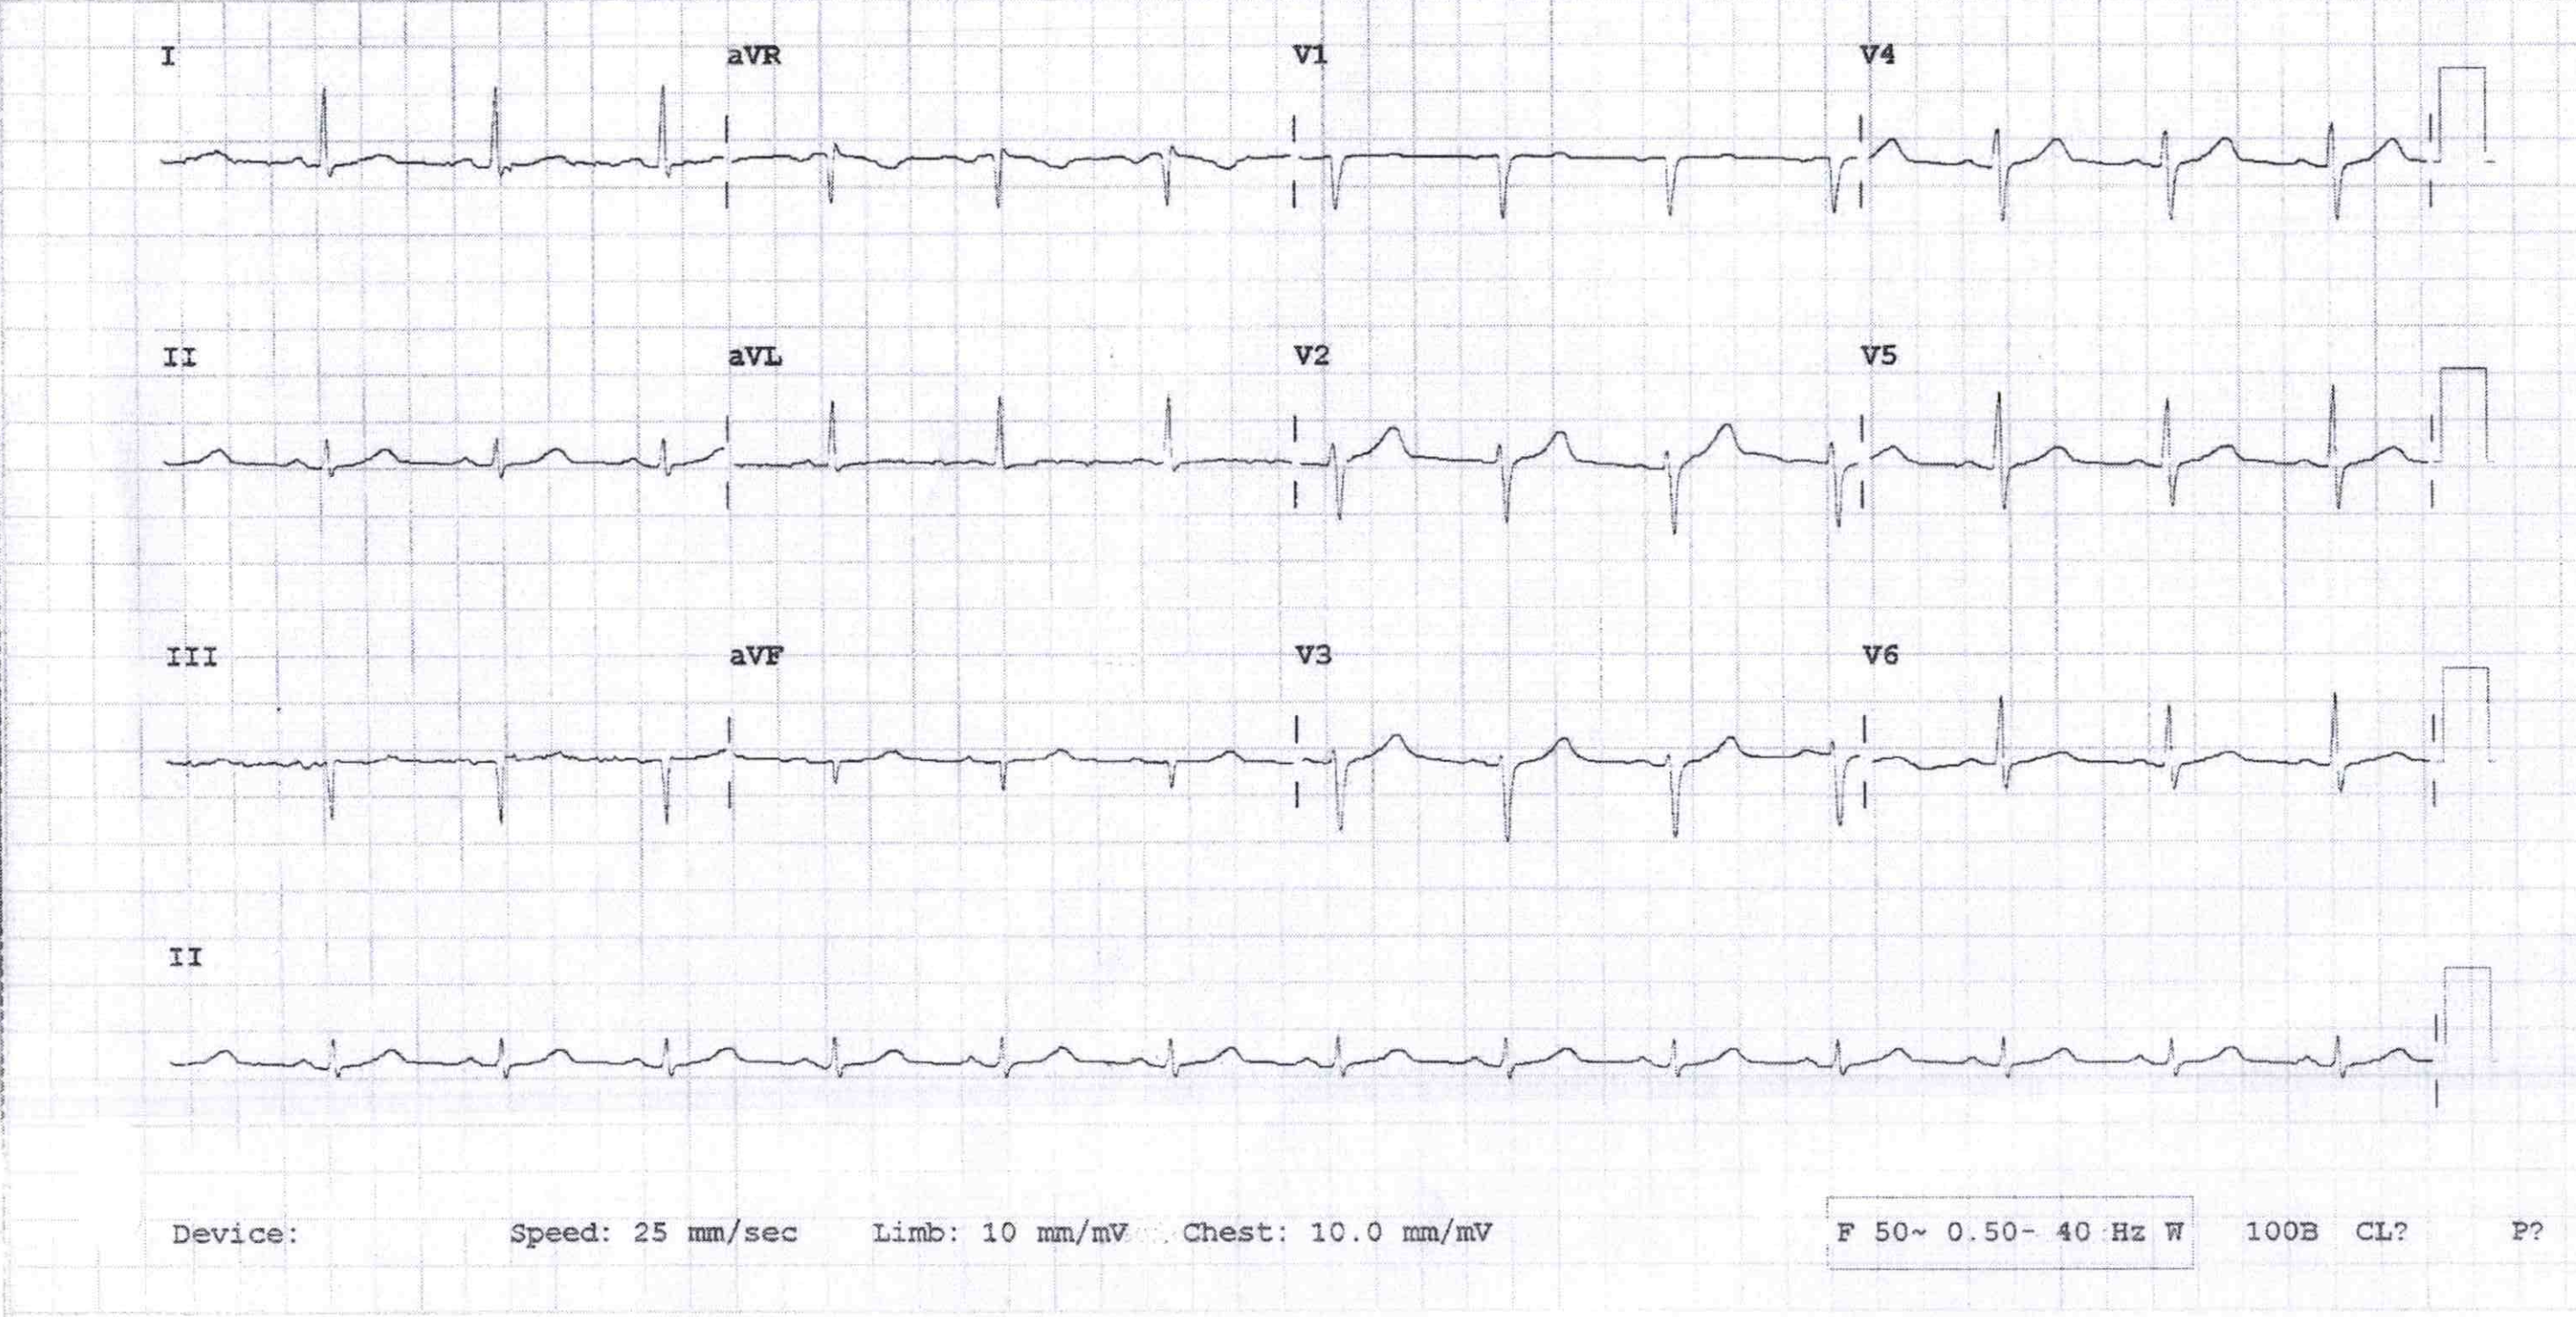 I aVR V1 V4
II aVL V2 V5
III aVF V3 V6
II
Device: Speed: 25 mm/sec Limb: 10 mm/mV Chest: 10.0 mm/mV F 50~ 0.50- 40 Hz W 100B CL? P?